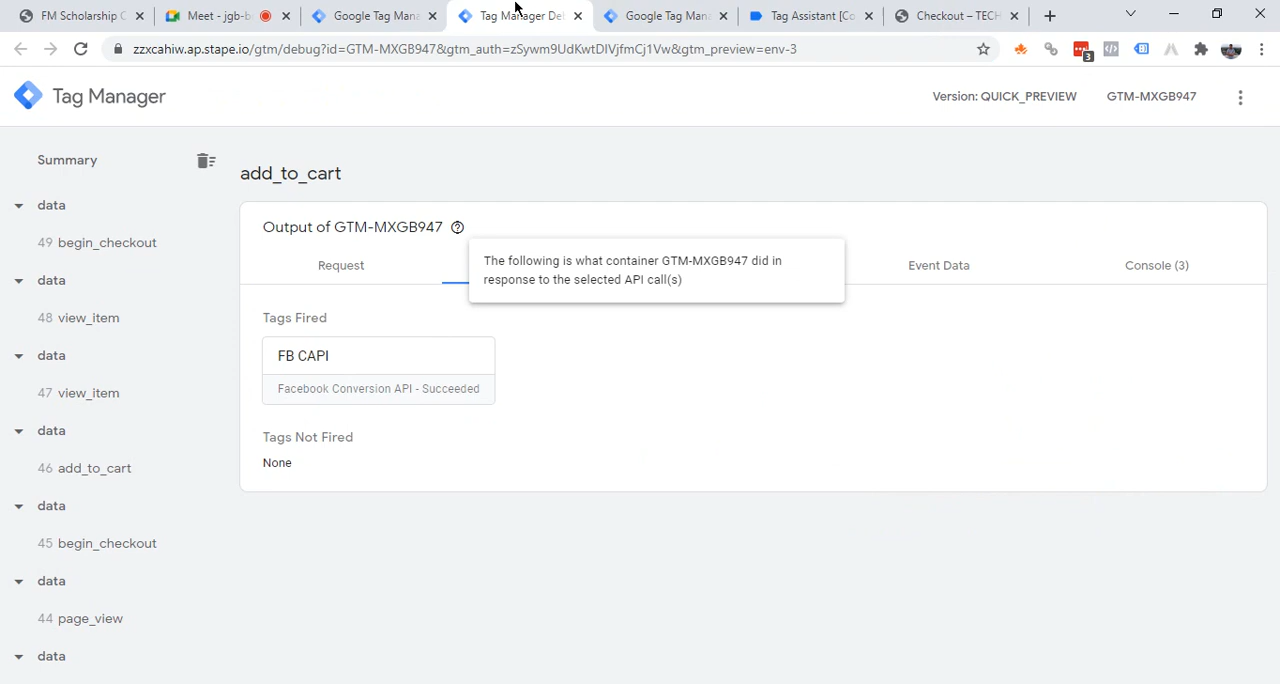 FM Scholarship C
Meet - jgb-b
Google Tag Mana
Tag Manager De
Google Tag Mana
Tag Assistant [Co
Checkout – TECH
zzxcahiw.ap.stape.io/gtm/debug?id=GTM-MXGB947&gtm_auth=zSywm9UdKwtDlVjfmCj1Vw&gtm_preview=env-3
3
Tag Manager
Version: QUICK_PREVIEW
GTM-MXGB947
Summary
data
49 begin_checkout
data
48 view_item
data
47 view_item
data
46 add_to_cart
data
45 begin_checkout
data
44 page_view
data
add_to_cart
Output of GTM-MXGB947
The following is what container GTM-MXGB947 did in
response to the selected API call(s)
Request
Event Data
Console (3)
Tags Fired
FB CAPI
Facebook Conversion API - Succeeded
Tags Not Fired
None